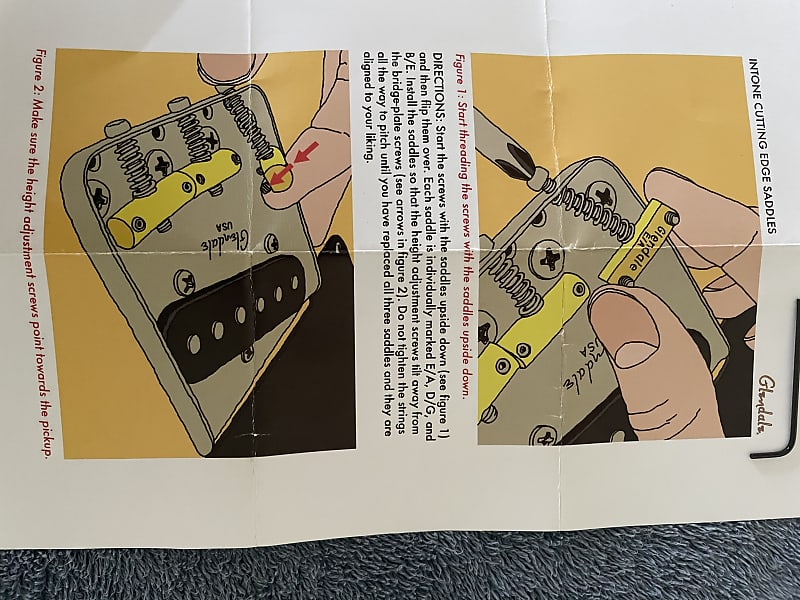 INTONE CUTTING EDGE SADDLES
Glendale
Glendale
E/A
Glendale
USA
Figure 1: Start threading the screws with the saddles upside down.
DIRECTIONS: Start the screws with the saddles upside down (see figure 1)
and then flip them over. Each saddle is individually marked E/A, D/G, and
B/E. Install the saddles so that the height adjustment screws tilt away from
the bridge-plate screws (see arrows in figure 2). Do not tighten the strings
all the way to pitch until you have replaced all three saddles and they are
aligned to your liking.
Glendale
USA
Figure 2: Make sure the height adjustment screws point towards the pickup.